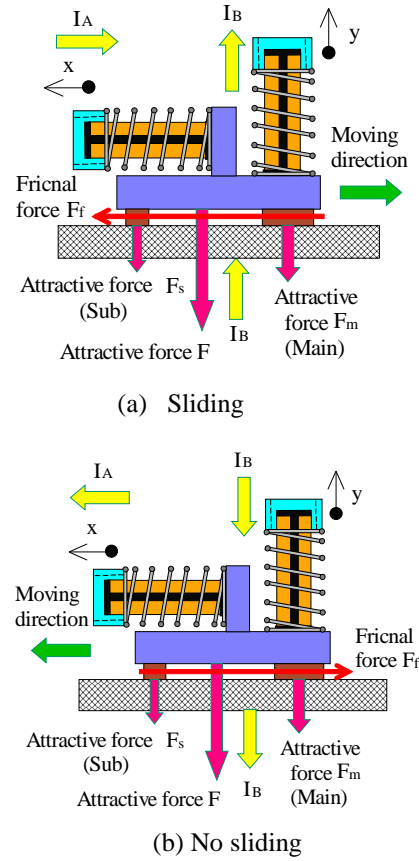 IA
IB
y
x
Moving
direction
Fricnal
force Ff
Attractive force Fs
(Sub)
Attractive
force Fm
(Main)
IB
Attractive force F
(a) Sliding
IA
IB
y
x
Moving
direction
Fricnal
force Ff
Attractive force Fs
(Sub)
Attractive
force Fm
(Main)
IB
Attractive force F
(b) No sliding